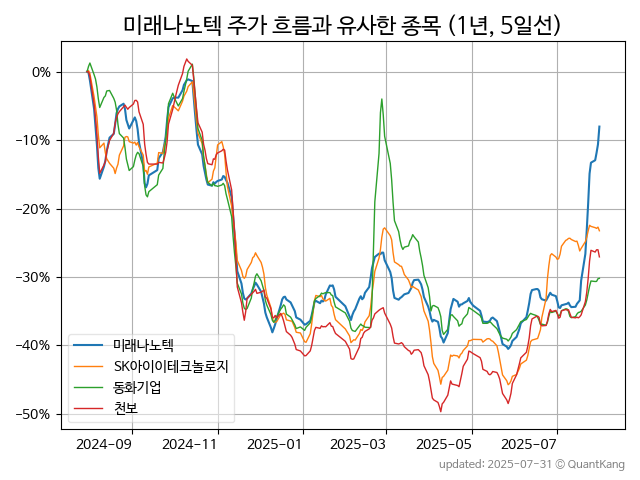 미래나노텍 주가 흐름과 유사한 종목 (1년, 5일선)
0%
−10%
−20%
−30%
−40%
−50%
미래나노텍
SK아이이테크놀로지
동화기업
천보
2024-09
2024-11
2025-01
2025-03
2025-05
2025-07
updated: 2025-07-31 © QuantKang